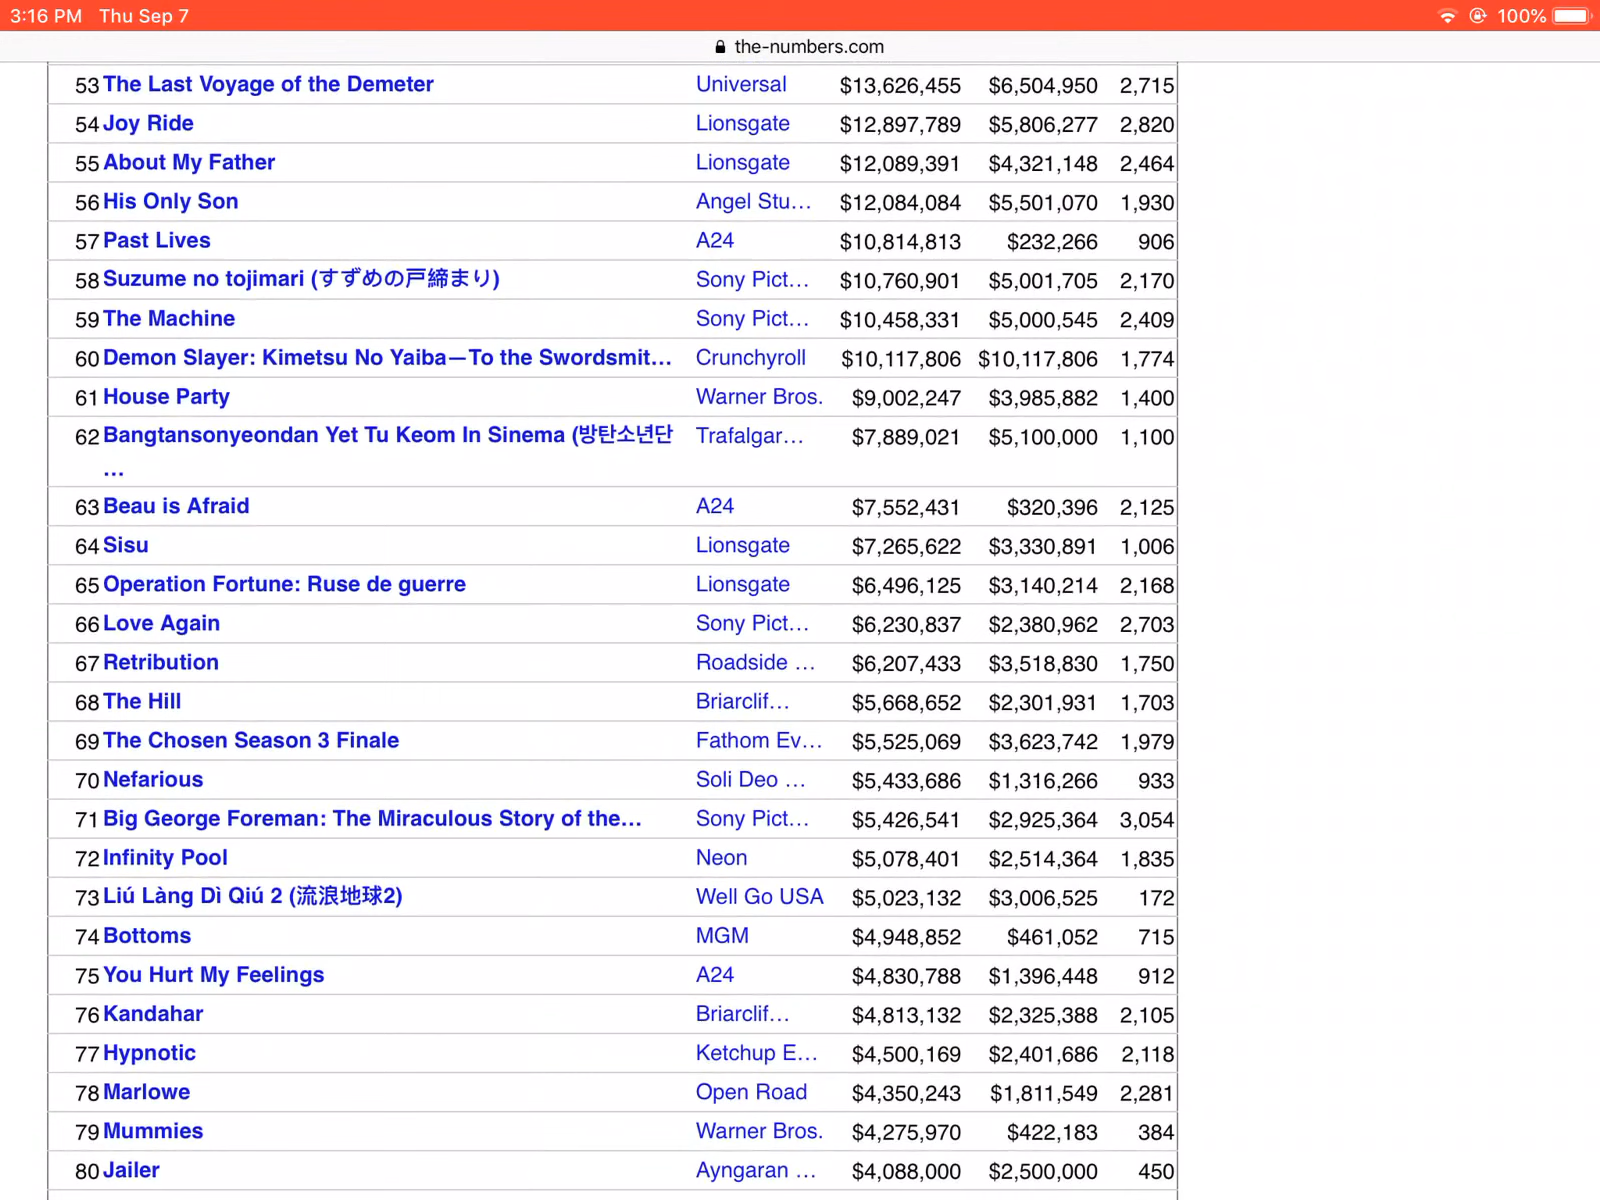 3:16 PM Thu Sep 7 100%
the-numbers.com
53 The Last Voyage of the Demeter Universal $13,626,455 $6,504,950 2,715
54 Joy Ride Lionsgate $12,897,789 $5,806,277 2,820
55 About My Father Lionsgate $12,089,391 $4,321,148 2,464
56 His Only Son Angel Stu… $12,084,084 $5,501,070 1,930
57 Past Lives A24 $10,814,813 $232,266 906
58 Suzume no tojimari (すずめの戸締まり) Sony Pict… $10,760,901 $5,001,705 2,170
59 The Machine Sony Pict… $10,458,331 $5,000,545 2,409
60 Demon Slayer: Kimetsu No Yaiba—To the Swordsmit… Crunchyroll $10,117,806 $10,117,806 1,774
61 House Party Warner Bros. $9,002,247 $3,985,882 1,400
62 Bangtansonyeondan Yet Tu Keom In Sinema (방탄소년단 Trafalgar… $7,889,021 $5,100,000 1,100
…
63 Beau is Afraid A24 $7,552,431 $320,396 2,125
64 Sisu Lionsgate $7,265,622 $3,330,891 1,006
65 Operation Fortune: Ruse de guerre Lionsgate $6,496,125 $3,140,214 2,168
66 Love Again Sony Pict… $6,230,837 $2,380,962 2,703
67 Retribution Roadside … $6,207,433 $3,518,830 1,750
68 The Hill Briarclif… $5,668,652 $2,301,931 1,703
69 The Chosen Season 3 Finale Fathom Ev… $5,525,069 $3,623,742 1,979
70 Nefarious Soli Deo … $5,433,686 $1,316,266 933
71 Big George Foreman: The Miraculous Story of the… Sony Pict… $5,426,541 $2,925,364 3,054
72 Infinity Pool Neon $5,078,401 $2,514,364 1,835
73 Liú Làng Dì Qiú 2 (流浪地球2) Well Go USA $5,023,132 $3,006,525 172
74 Bottoms MGM $4,948,852 $461,052 715
75 You Hurt My Feelings A24 $4,830,788 $1,396,448 912
76 Kandahar Briarclif… $4,813,132 $2,325,388 2,105
77 Hypnotic Ketchup E… $4,500,169 $2,401,686 2,118
78 Marlowe Open Road $4,350,243 $1,811,549 2,281
79 Mummies Warner Bros. $4,275,970 $422,183 384
80 Jailer Ayngaran … $4,088,000 $2,500,000 450